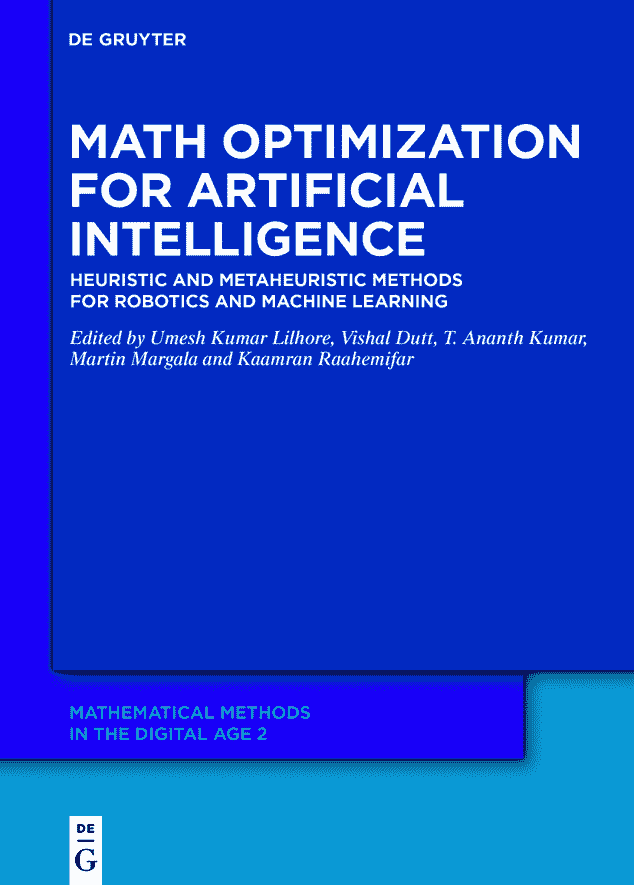 DE GRUYTER
MATH OPTIMIZATION
FOR ARTIFICIAL
INTELLIGENCE
HEURISTIC AND METAHEURISTIC METHODS
FOR ROBOTICS AND MACHINE LEARNING
Edited by Umesh Kumar Lilhore, Vishal Dutt, T. Ananth Kumar,
Martin Margala and Kaamran Raahemifar
MATHEMATICAL METHODS
IN THE DIGITAL AGE 2
DE
G